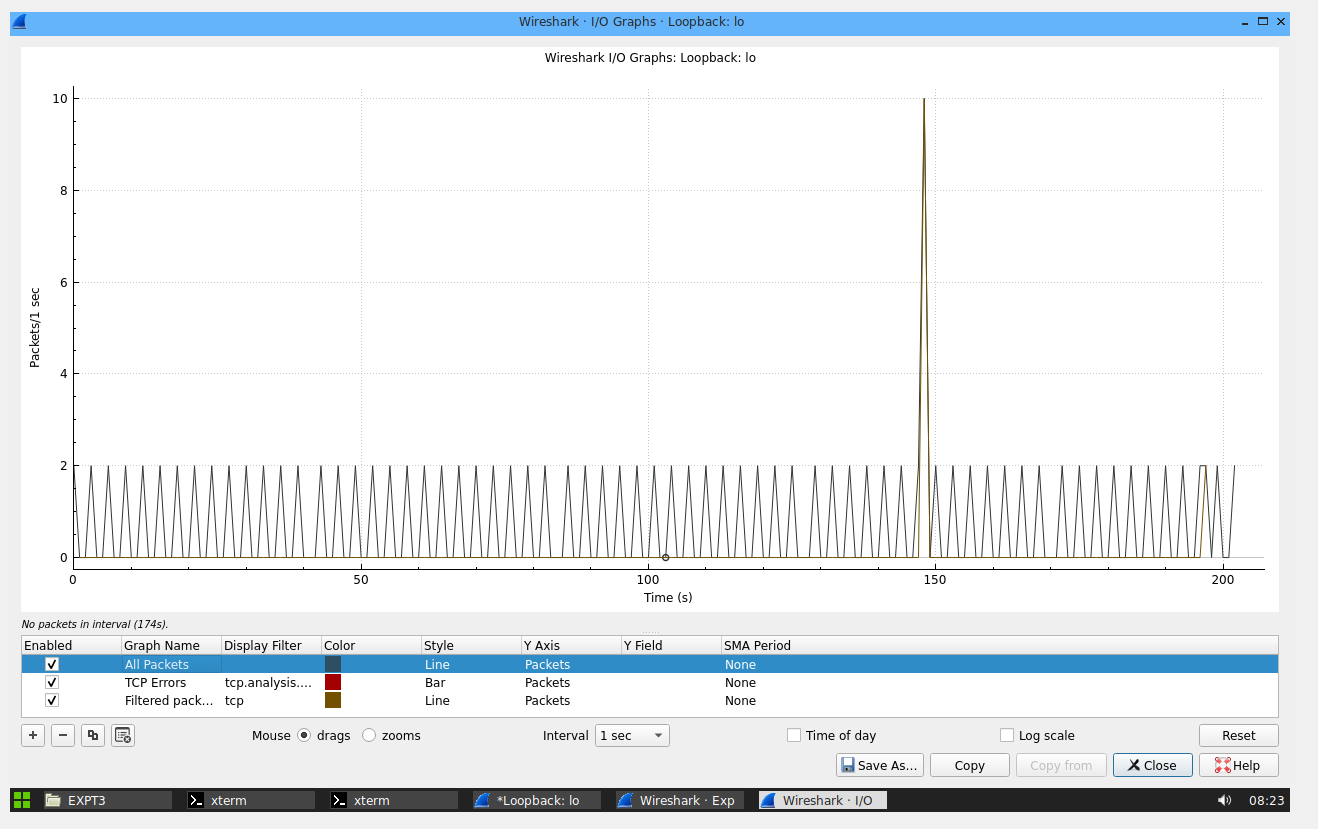 Wireshark · I/O Graphs · Loopback: lo
Wireshark I/O Graphs: Loopback: lo
10
8
6
4
2
0
Packets/1 sec
0 50 100 150 200
Time (s)
No packets in interval (174s).
Enabled Graph Name Display Filter Color Style Y Axis Y Field SMA Period
All Packets Line Packets None
TCP Errors tcp.analysis.... Bar Packets None
Filtered pack... tcp Line Packets None
Mouse drags zooms Interval 1 sec Time of day Log scale Reset
Save As... Copy Copy from Close Help
EXPT3 xterm xterm *Loopback: lo Wireshark · Exp Wireshark · I/O 08:23